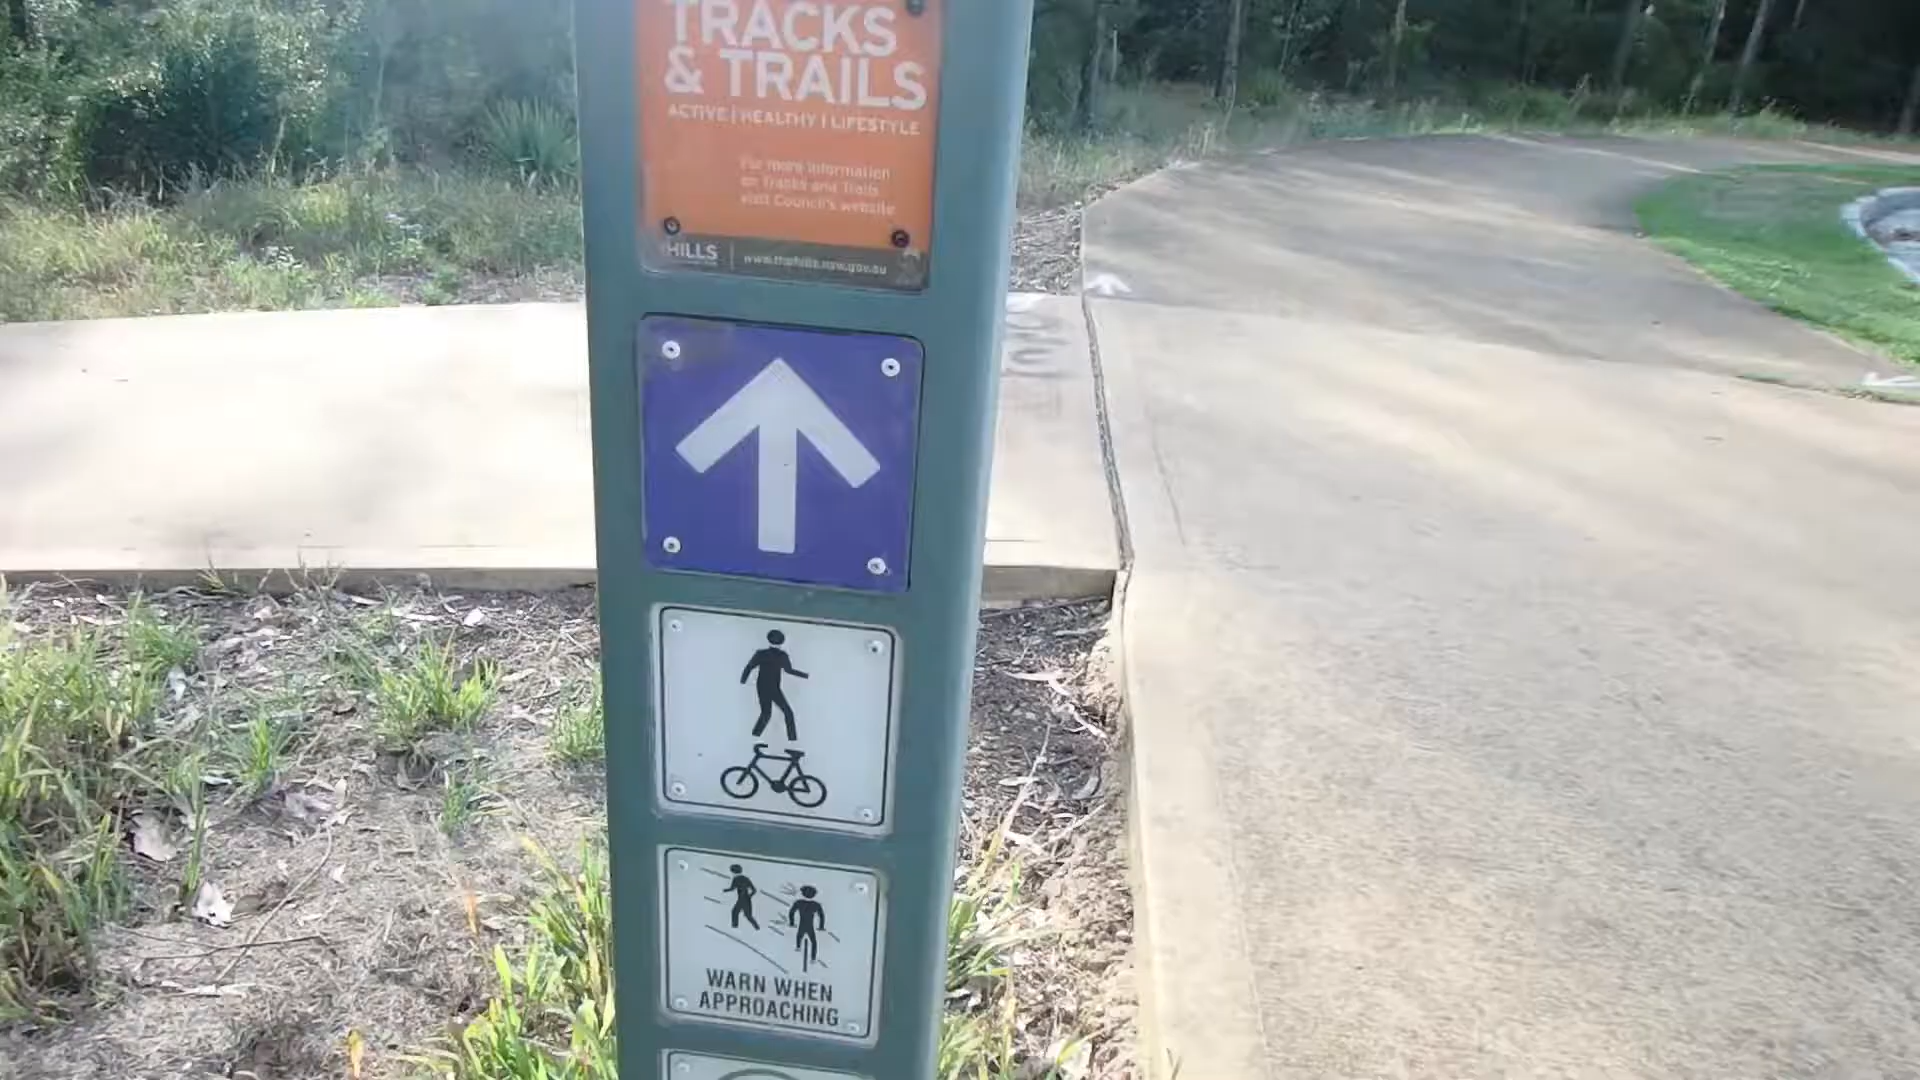 TRACKS
& TRAILS
ACTIVE | HEALTHY | LIFESTYLE
For more information
on Tracks and Trails
visit Council's website
HILLS
www.thehills.nsw.gov.au
WARN WHEN
APPROACHING